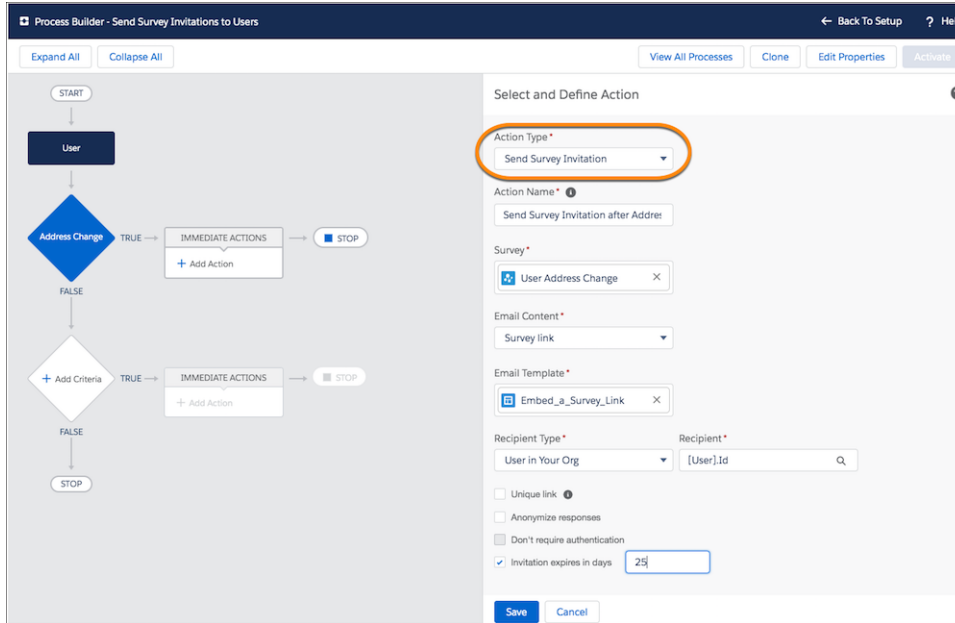 Process Builder - Send Survey Invitations to Users
← Back To Setup
? He
Expand All
Collapse All
View All Processes
Clone
Edit Properties
Activate
START
User
Address Change
TRUE
IMMEDIATE ACTIONS
+ Add Action
STOP
FALSE
+ Add Criteria
TRUE
IMMEDIATE ACTIONS
+ Add Action
STOP
FALSE
STOP
Select and Define Action
Action Type*
Send Survey Invitation
Action Name*
Send Survey Invitation after Addres
Survey*
User Address Change
Email Content*
Survey link
Email Template*
Embed_a_Survey_Link
Recipient Type*
Recipient*
User in Your Org
[User].Id
Unique link
Anonymize responses
Don't require authentication
Invitation expires in days
25
Save
Cancel